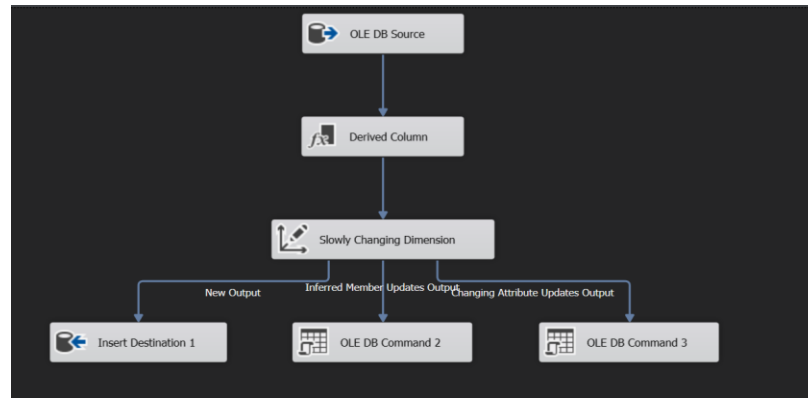 OLE DB Source
Derived Column
Slowly Changing Dimension
New Output
Inferred Member Updates Output
Changing Attribute Updates Output
Insert Destination 1
OLE DB Command 2
OLE DB Command 3